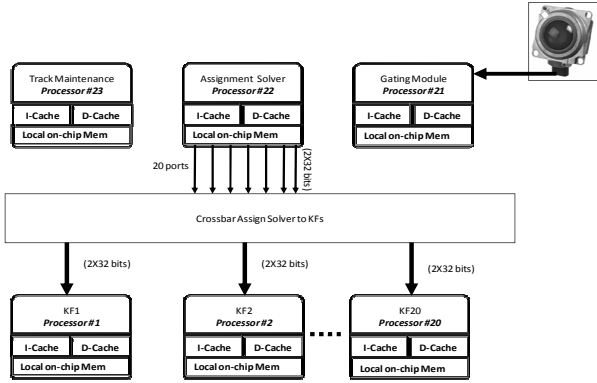 Track Maintenance
Processor #23
I-Cache
D-Cache
Local on-chip Mem
Assignment Solver
Processor #22
I-Cache
D-Cache
Local on-chip Mem
Gating Module
Processor #21
I-Cache
D-Cache
Local on-chip Mem
20 ports
(2X32 bits)
Crossbar Assign Solver to KFs
(2X32 bits)
(2X32 bits)
(2X32 bits)
KF1
Processor #1
I-Cache
D-Cache
Local on-chip Mem
KF2
Processor #2
I-Cache
D-Cache
Local on-chip Mem
KF20
Processor #20
I-Cache
D-Cache
Local on-chip Mem